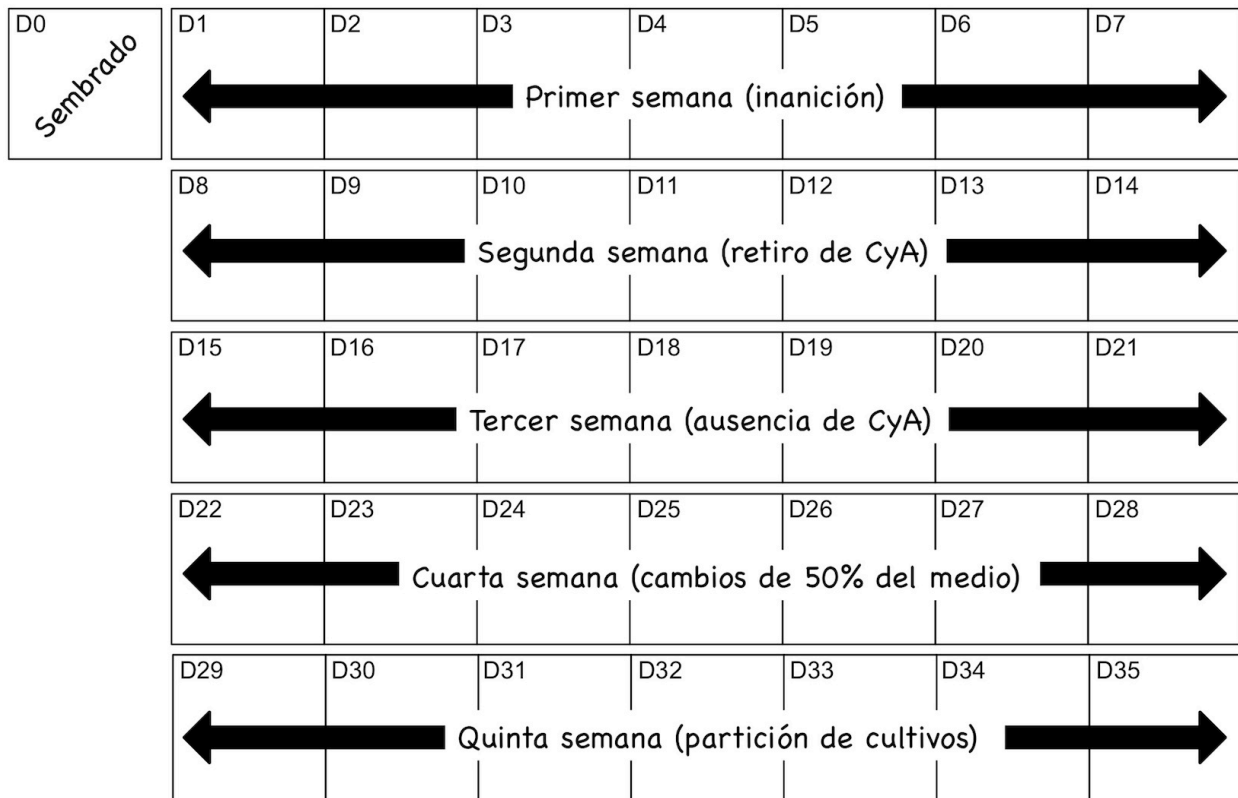 D0 D1 D2 D3 D4 D5 D6 D7
Sembrado
Primer semana (inanición)
D8 D9 D10 D11 D12 D13 D14
Segunda semana (retiro de CyA)
D15 D16 D17 D18 D19 D20 D21
Tercer semana (ausencia de CyA)
D22 D23 D24 D25 D26 D27 D28
Cuarta semana (cambios de 50% del medio)
D29 D30 D31 D32 D33 D34 D35
Quinta semana (partición de cultivos)